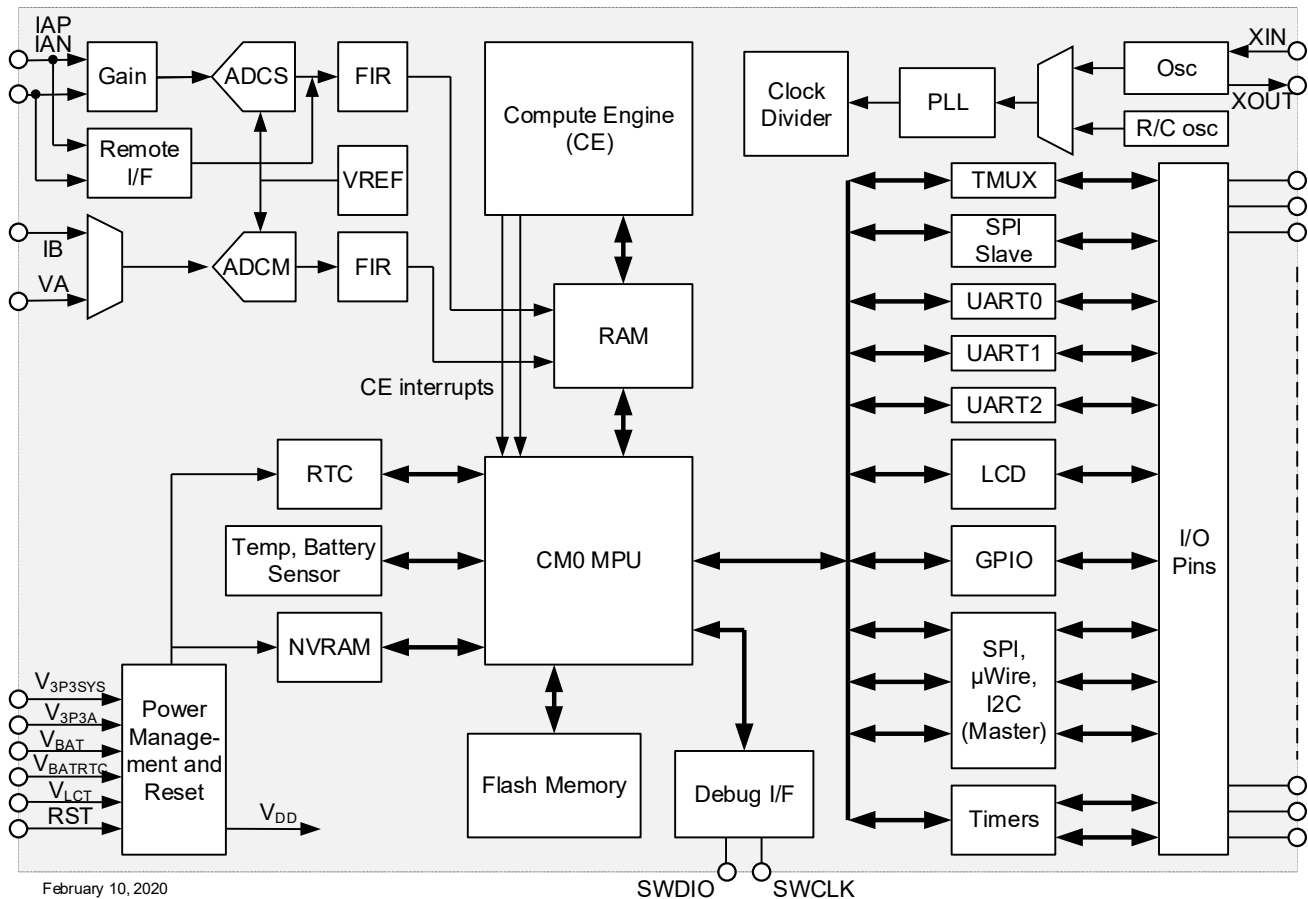 IAP
IAN
Gain
ADCS
FIR
Remote
I/F
VREF
IB
VA
ADCM
FIR
Compute Engine
(CE)
RAM
CE interrupts
Clock
Divider
PLL
Osc
R/C osc
XIN
XOUT
TMUX
SPI
Slave
UART0
UART1
UART2
LCD
GPIO
SPI,
µWire,
I2C
(Master)
Timers
I/O
Pins
RTC
Temp, Battery
Sensor
NVRAM
CM0 MPU
Flash Memory
Debug I/F
SWDIO
SWCLK
V3P3SYS
V3P3A
VBAT
VBATRTC
VLCT
RST
Power
Manage-
ment and
Reset
VDD
February 10, 2020